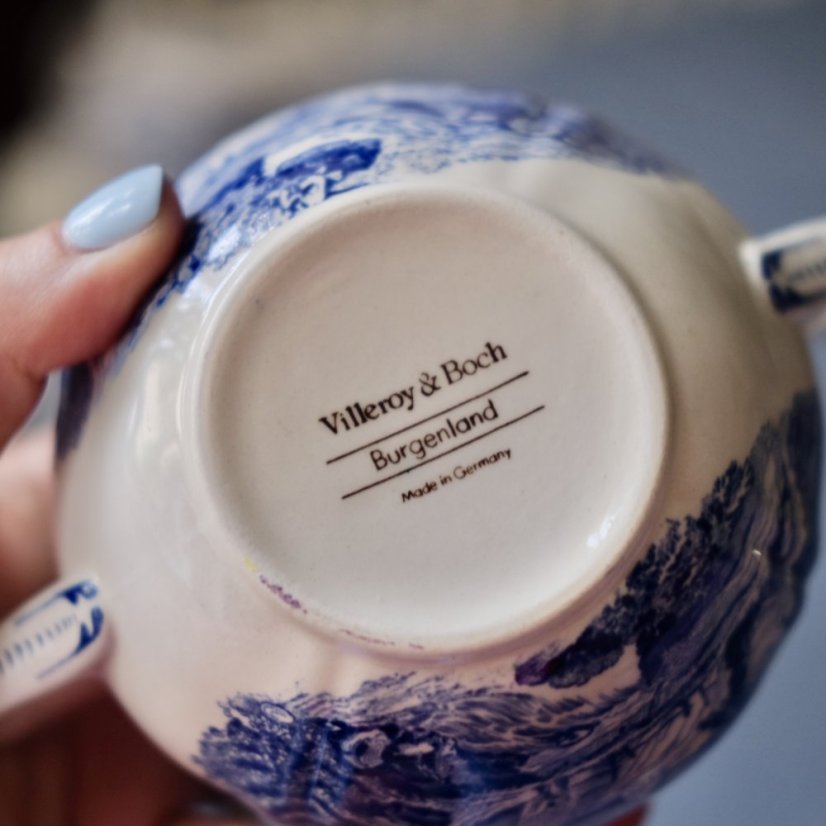 Villeroy & Boch
Burgenland
Made in Germany